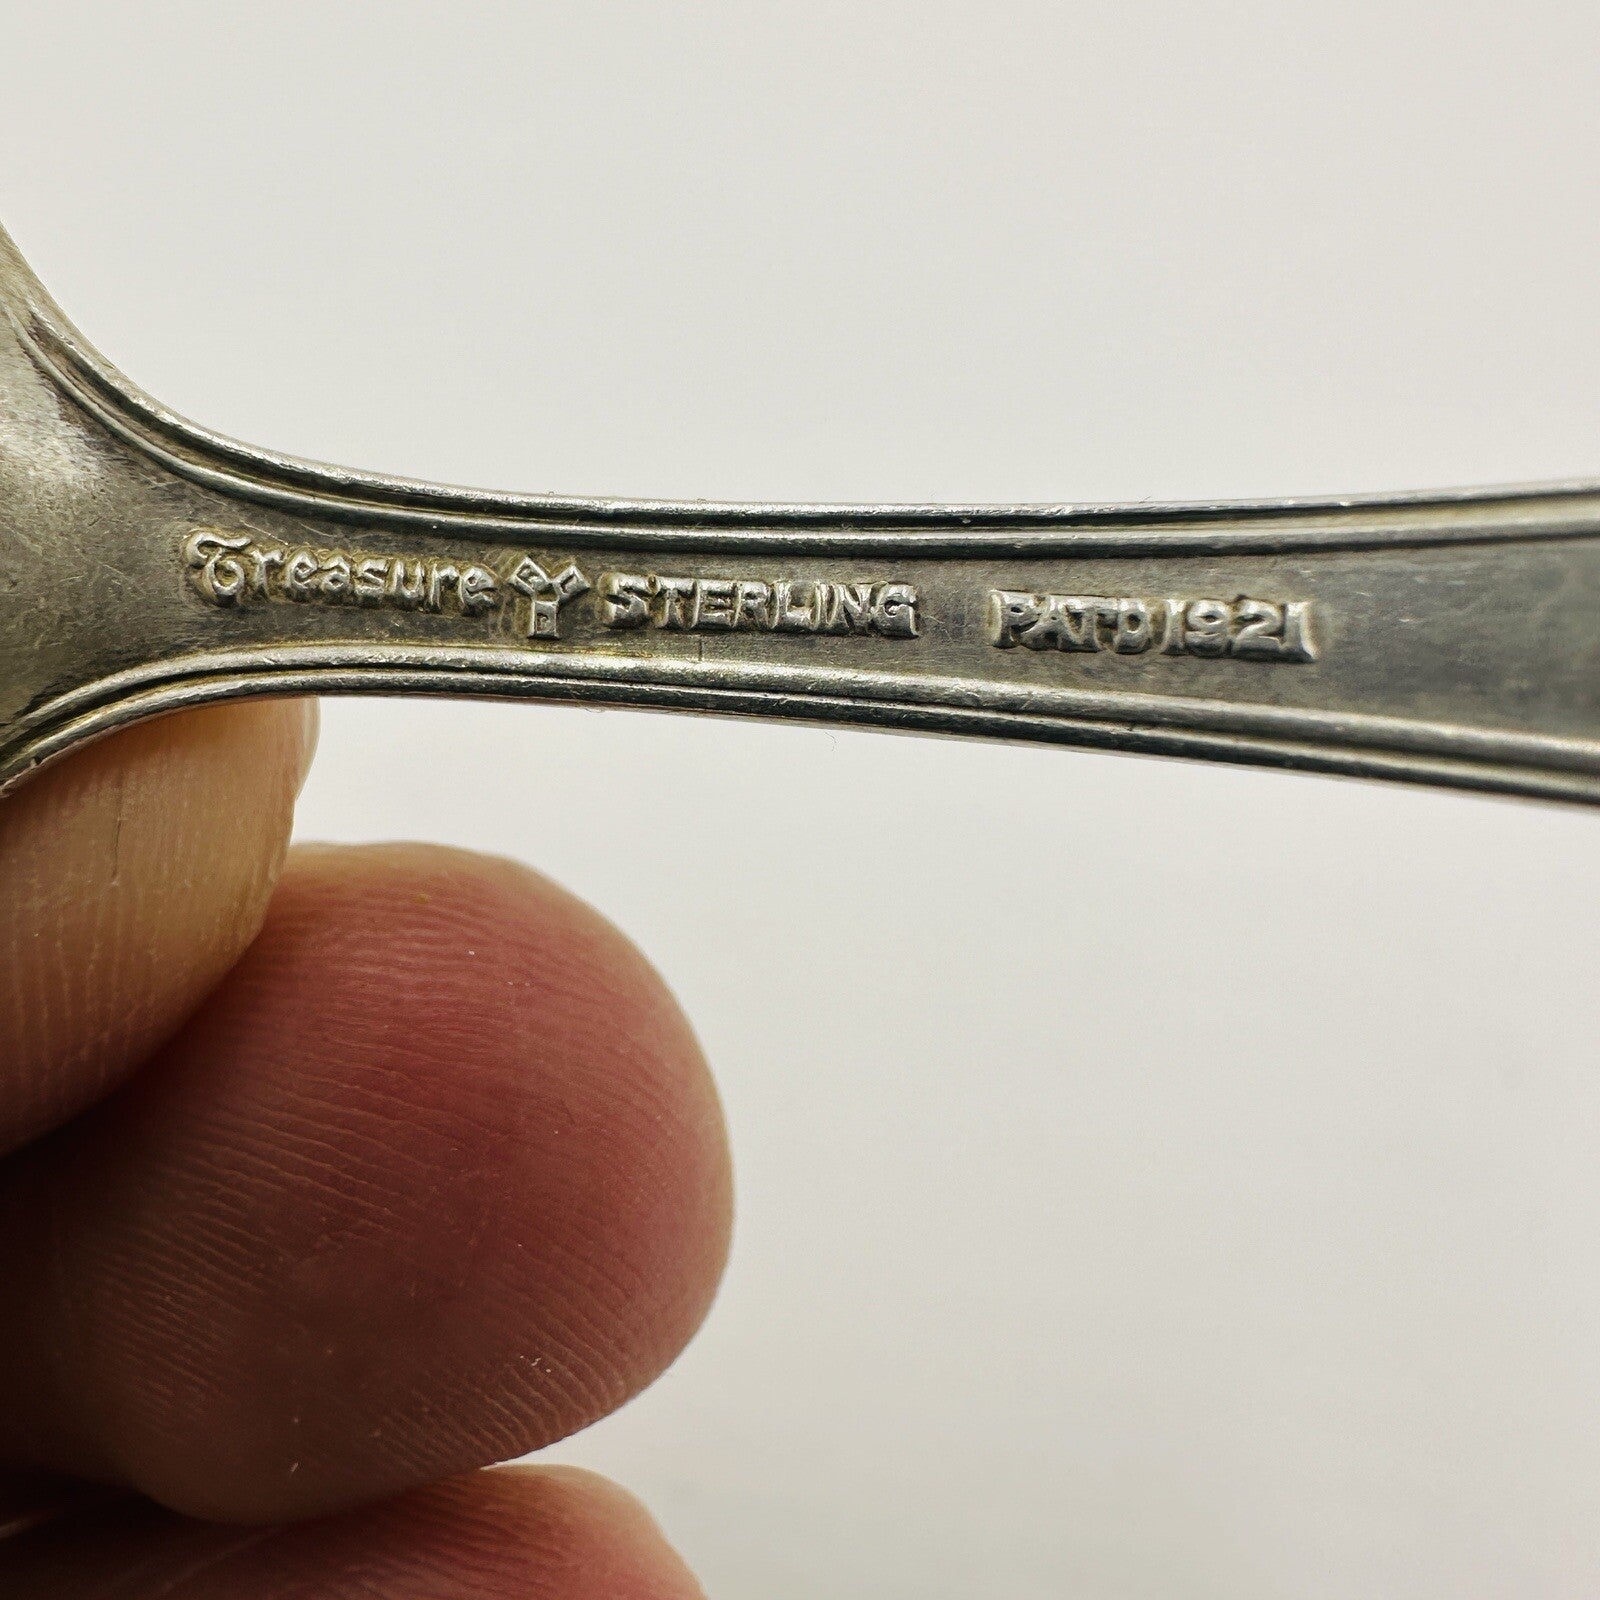 Treasure STERLING PAT'D 1921